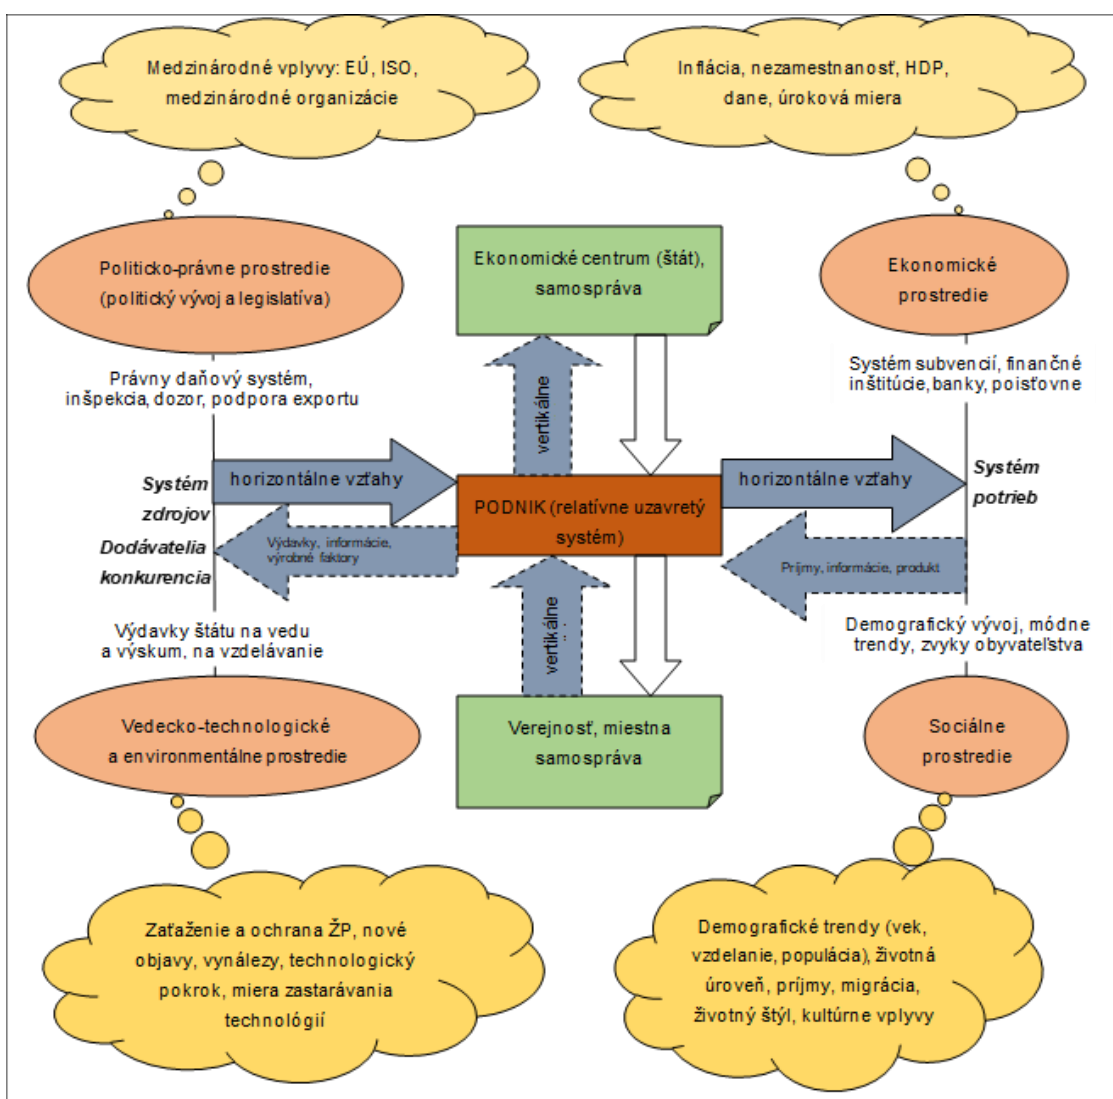 Medzinárodné vplyvy: EÚ, ISO,
medzinárodné organizácie
Inflácia, nezamestnanosť, HDP,
dane, úroková miera
Politicko-právne prostredie
(politický vývoj a legislatíva)
Ekonomické centrum (štát),
samospráva
Ekonomické
prostredie
Právny daňový systém,
inšpekcia, dozor, podpora exportu
vertikálne
Systém subvencií, finančné
inštitúcie, banky, poisťovne
Systém
zdrojov
horizontálne vzťahy
PODNIK (relatívne uzavretý
systém)
horizontálne vzťahy
Systém
potrieb
Dodávatelia
konkurencia
Výdavky, informácie,
výrobné faktory
Príjmy, informácie, produkt
Výdavky štátu na vedu
a výskum, na vzdelávanie
vertikálne
Demografický vývoj, módne
trendy, zvyky obyvateľstva
Vedecko-technologické
a environmentálne prostredie
Verejnosť, miestna
samospráva
Sociálne
prostredie
Zaťaženie a ochrana ŽP, nové
objavy, vynálezy, technologický
pokrok, miera zastarávania
technológií
Demografické trendy (vek,
vzdelanie, populácia), životná
úroveň, príjmy, migrácia,
životný štýl, kultúrne vplyvy